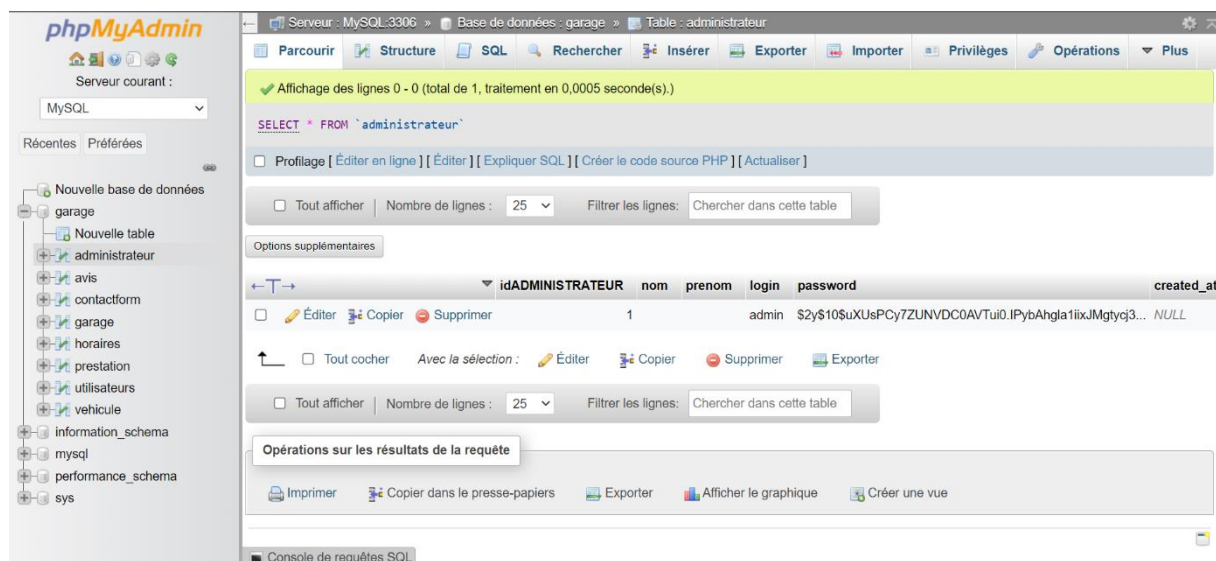 phpMyAdmin
Serveur courant :
MySQL
Récentes Préférées
Nouvelle base de données
garage
Nouvelle table
administrateur
avis
contactform
garage
horaires
prestation
utilisateurs
vehicule
information_schema
mysql
performance_schema
sys
Serveur : MySQL:3306 » Base de données : garage » Table : administrateur
Parcourir Structure SQL Rechercher Insérer Exporter Importer Privilèges Opérations Plus
Affichage des lignes 0 - 0 (total de 1, traitement en 0,0005 seconde(s).)
SELECT * FROM `administrateur`
Profilage [ Éditer en ligne ] [ Éditer ] [ Expliquer SQL ] [ Créer le code source PHP ] [ Actualiser ]
Tout afficher | Nombre de lignes : 25 Filtrer les lignes: Chercher dans cette table
Options supplémentaires
←T→ idADMINISTRATEUR nom prenom login password created_at
Éditer Copier Supprimer 1 admin $2y$10$uXUsPCy7ZUNVDC0AVTui0.IPybAhgla1iixJMgtycj3... NULL
Tout cocher Avec la sélection : Éditer Copier Supprimer Exporter
Tout afficher | Nombre de lignes : 25 Filtrer les lignes: Chercher dans cette table
Opérations sur les résultats de la requête
Imprimer Copier dans le presse-papiers Exporter Afficher le graphique Créer une vue
Console de requêtes SQL